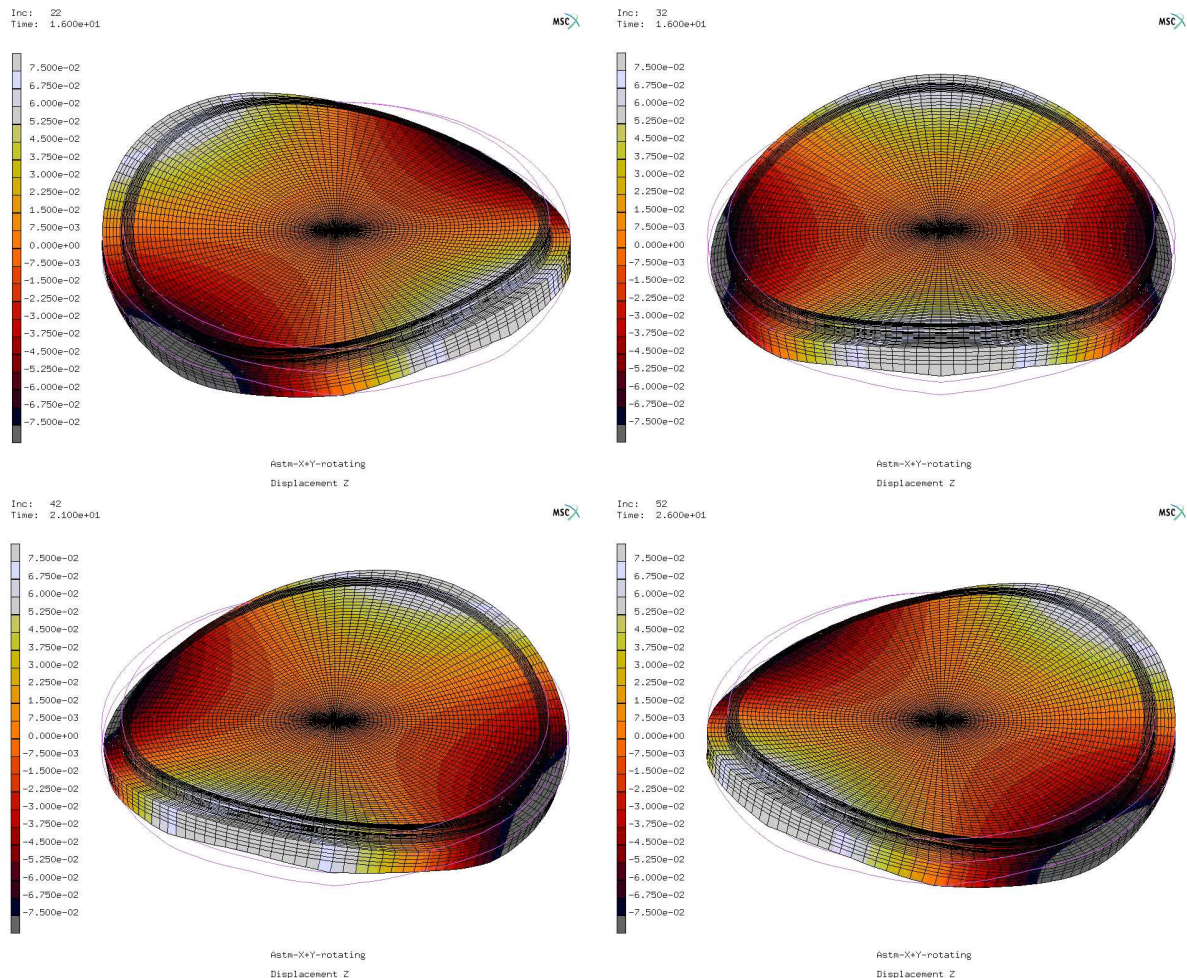 Inc: 22
Time: 1.600e+01
MSC
7.500e-02
6.750e-02
6.000e-02
5.250e-02
4.500e-02
3.750e-02
3.000e-02
2.250e-02
1.500e-02
7.500e-03
0.000e+00
-7.500e-03
-1.500e-02
-2.250e-02
-3.000e-02
-3.750e-02
-4.500e-02
-5.250e-02
-6.000e-02
-6.750e-02
-7.500e-02
Astm-X+Y-rotating
Displacement Z
Inc: 32
Time: 1.600e+01
MSC
7.500e-02
6.750e-02
6.000e-02
5.250e-02
4.500e-02
3.750e-02
3.000e-02
2.250e-02
1.500e-02
7.500e-03
0.000e+00
-7.500e-03
-1.500e-02
-2.250e-02
-3.000e-02
-3.750e-02
-4.500e-02
-5.250e-02
-6.000e-02
-6.750e-02
-7.500e-02
Astm-X+Y-rotating
Displacement Z
Inc: 42
Time: 2.100e+01
MSC
7.500e-02
6.750e-02
6.000e-02
5.250e-02
4.500e-02
3.750e-02
3.000e-02
2.250e-02
1.500e-02
7.500e-03
0.000e+00
-7.500e-03
-1.500e-02
-2.250e-02
-3.000e-02
-3.750e-02
-4.500e-02
-5.250e-02
-6.000e-02
-6.750e-02
-7.500e-02
Astm-X+Y-rotating
Displacement Z
Inc: 52
Time: 2.600e+01
MSC
7.500e-02
6.750e-02
6.000e-02
5.250e-02
4.500e-02
3.750e-02
3.000e-02
2.250e-02
1.500e-02
7.500e-03
0.000e+00
-7.500e-03
-1.500e-02
-2.250e-02
-3.000e-02
-3.750e-02
-4.500e-02
-5.250e-02
-6.000e-02
-6.750e-02
-7.500e-02
Astm-X+Y-rotating
Displacement Z